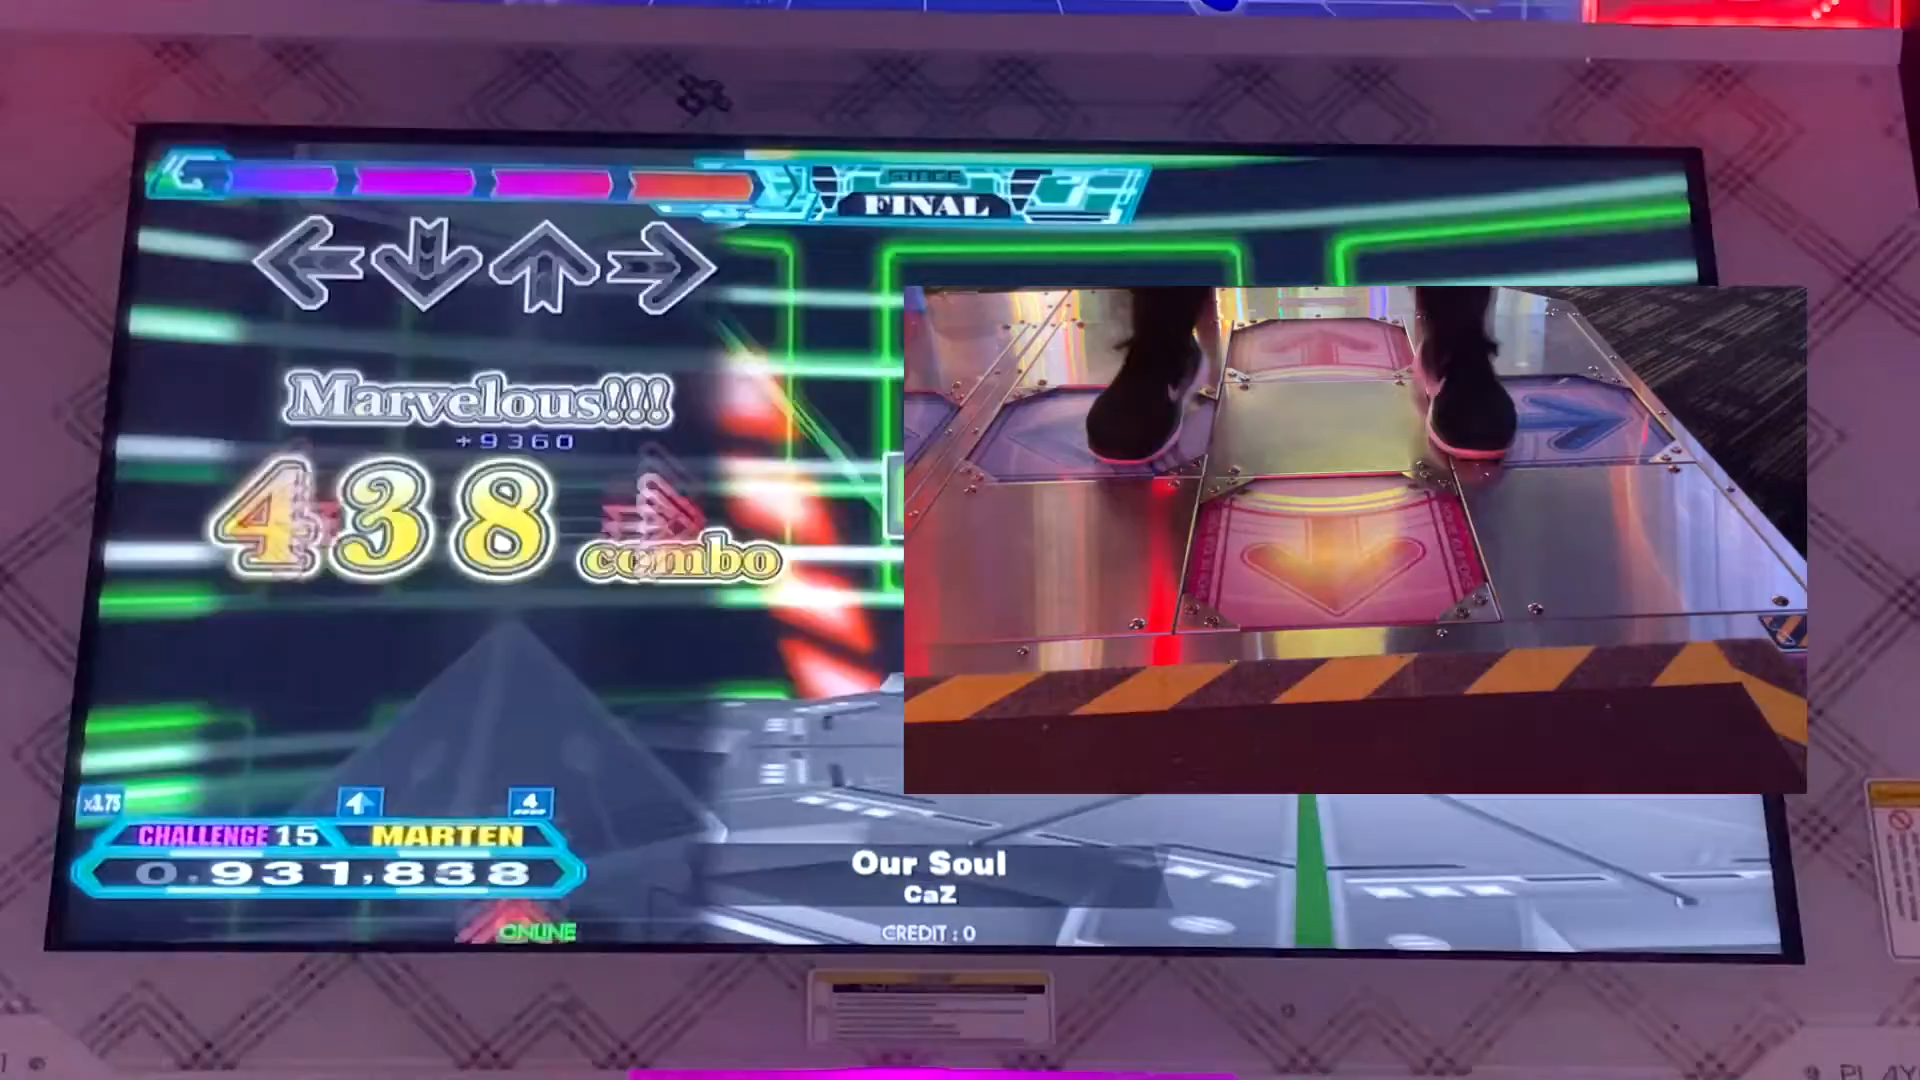 STAGE
FINAL
Marvelous!!!
+9360
438
combo
x3.75
4
CHALLENGE 15
MARTEN
0,931,838
Our Soul
CaZ
ONLINE
CREDIT : 0